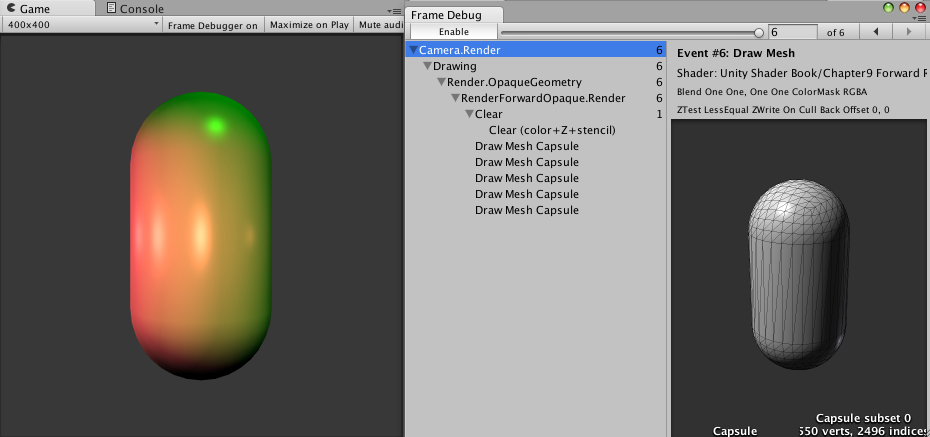 Game
Console
400x400
Frame Debugger on
Maximize on Play
Mute audi
Frame Debug
Enable
6
of 6
Camera.Render 6
Drawing 6
Render.OpaqueGeometry 6
RenderForwardOpaque.Render 6
Clear 1
Clear (color+Z+stencil)
Draw Mesh Capsule
Draw Mesh Capsule
Draw Mesh Capsule
Draw Mesh Capsule
Draw Mesh Capsule
Event #6: Draw Mesh
Shader: Unity Shader Book/Chapter9 Forward R
Blend One One, One One ColorMask RGBA
ZTest LessEqual ZWrite On Cull Back Offset 0, 0
Capsule
Capsule subset 0
550 verts, 2496 indices